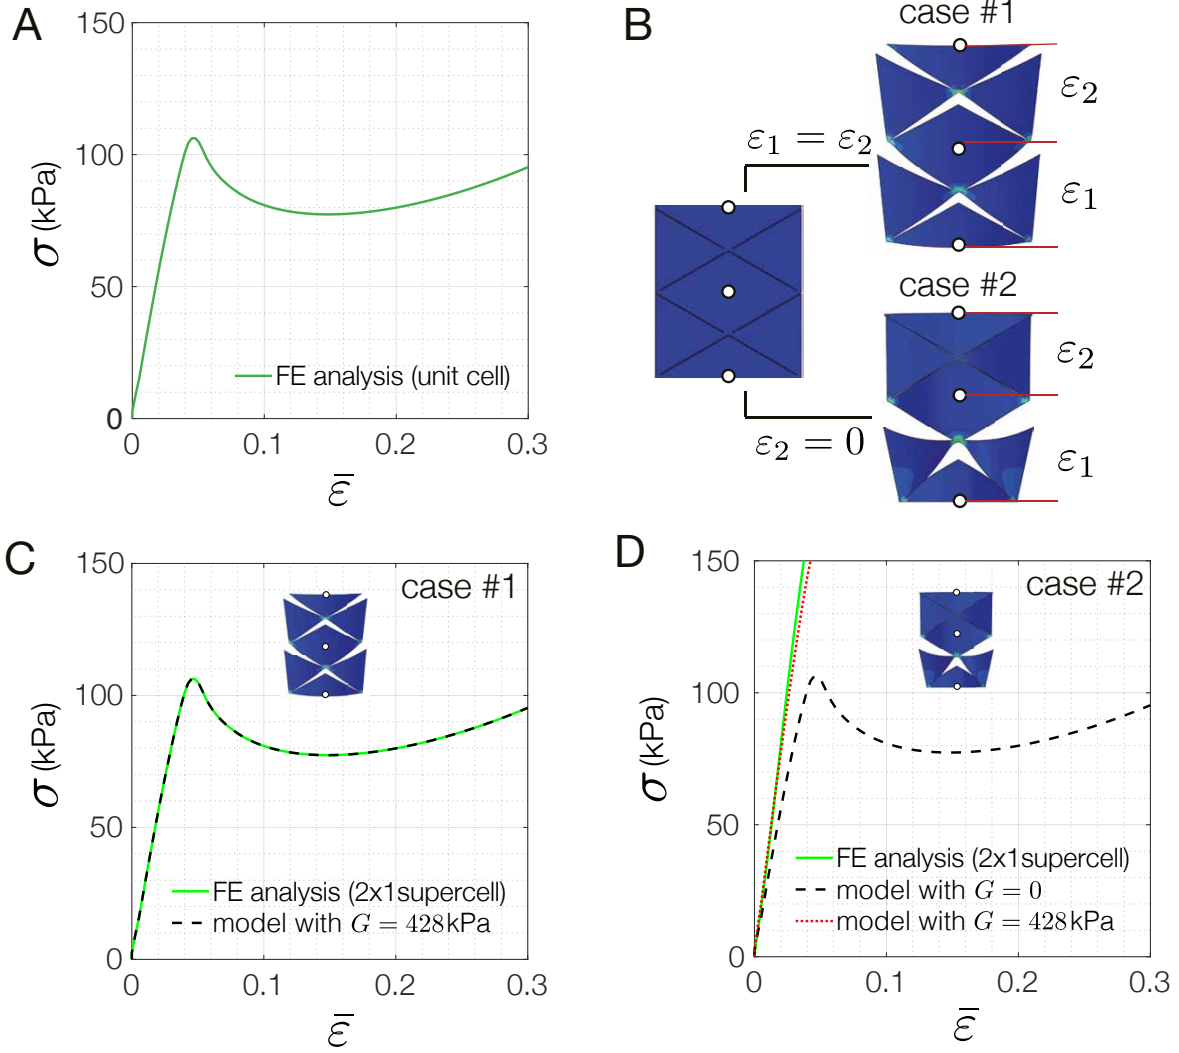 A
150
100
50
0
0
0.1
0.2
0.3
σ (kPa)
ε̄
FE analysis (unit cell)
B
case #1
ε₂
ε₁ = ε₂
ε₁
case #2
ε₂
ε₂ = 0
ε₁
C
150
100
50
0
0
0.1
0.2
0.3
σ (kPa)
ε̄
case #1
FE analysis (2x1supercell)
model with G = 428kPa
D
150
100
50
0
0
0.1
0.2
0.3
σ (kPa)
ε̄
case #2
FE analysis (2x1supercell)
model with G = 0
model with G = 428kPa